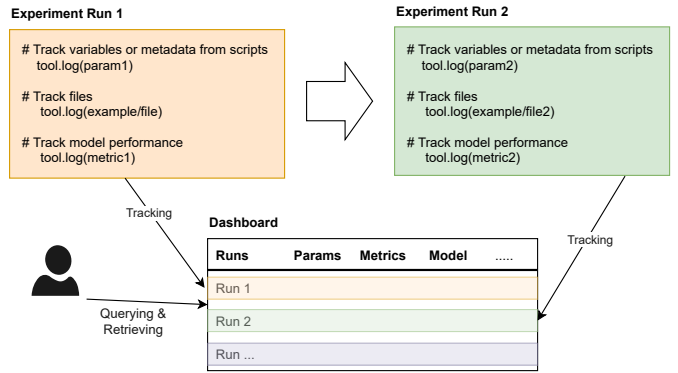 Experiment Run 1
# Track variables or metadata from scripts
tool.log(param1)
# Track files
tool.log(example/file)
# Track model performance
tool.log(metric1)
Experiment Run 2
# Track variables or metadata from scripts
tool.log(param2)
# Track files
tool.log(example/file2)
# Track model performance
tool.log(metric2)
Tracking
Tracking
Dashboard
Runs Params Metrics Model .....
Run 1
Run 2
Run ...
Querying &
Retrieving